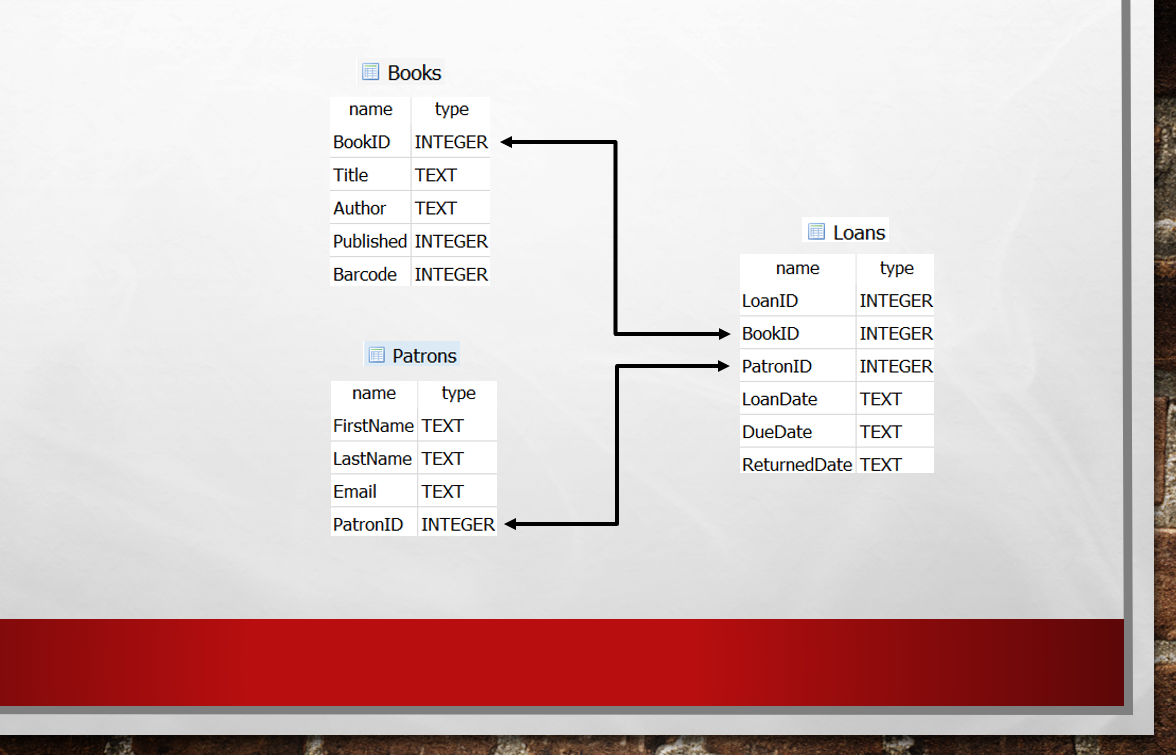 Books
name type
BookID INTEGER
Title TEXT
Author TEXT
Published INTEGER
Barcode INTEGER
Patrons
name type
FirstName TEXT
LastName TEXT
Email TEXT
PatronID INTEGER
Loans
name type
LoanID INTEGER
BookID INTEGER
PatronID INTEGER
LoanDate TEXT
DueDate TEXT
ReturnedDate TEXT